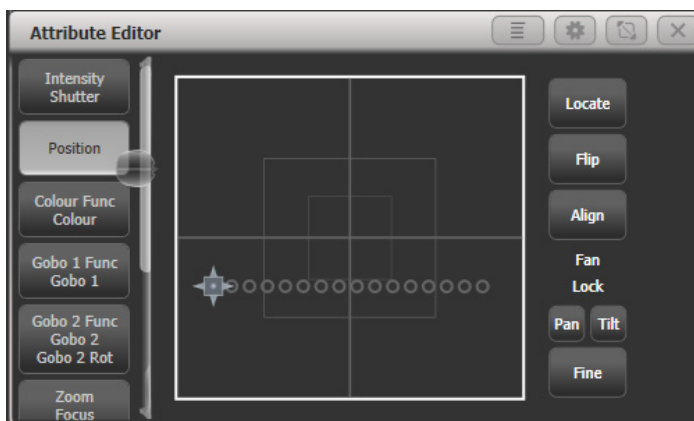 Attribute Editor
Intensity
Shutter
Position
Colour Func
Colour
Gobo 1 Func
Gobo 1
Gobo 2 Func
Gobo 2
Gobo 2 Rot
Zoom
Focus
Locate
Flip
Align
Fan
Lock
Pan Tilt
Fine